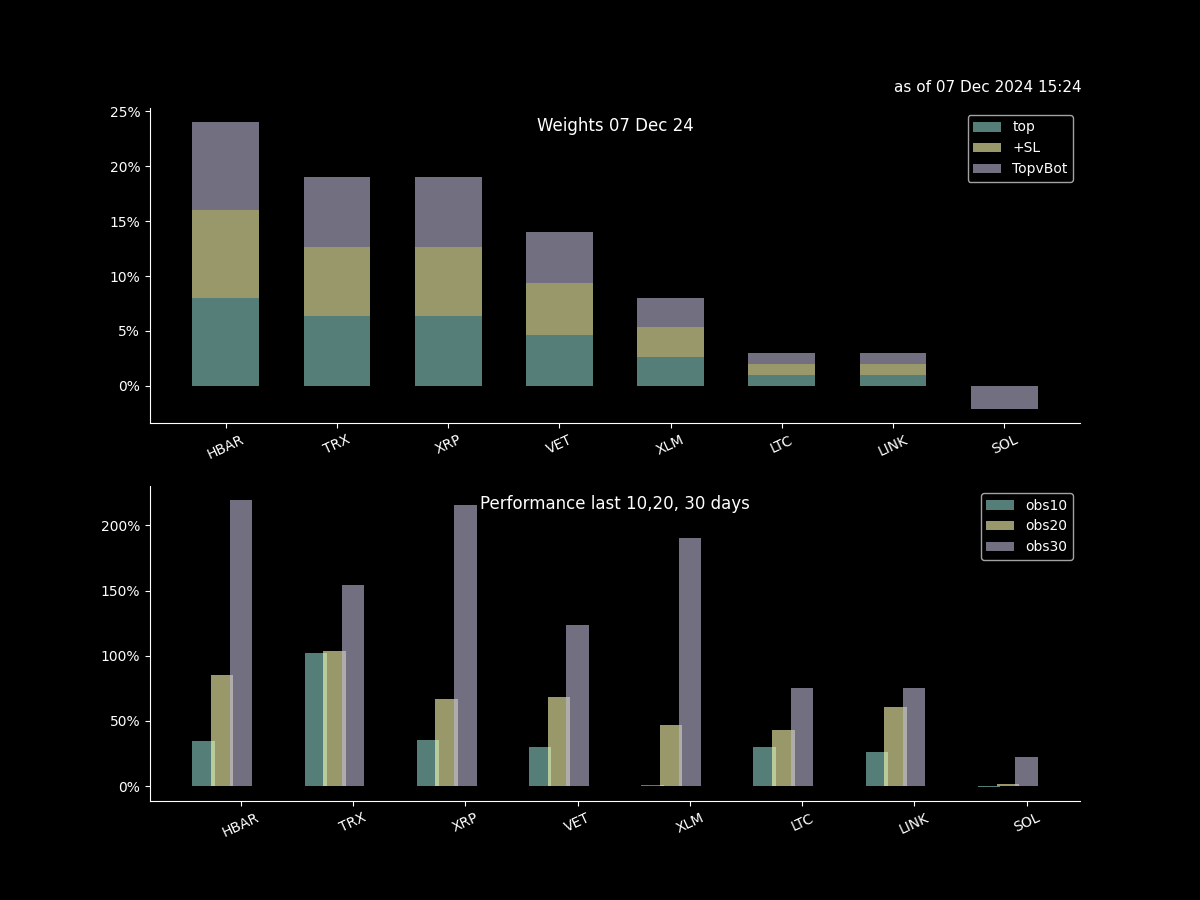 as of 07 Dec 2024 15:24
Weights 07 Dec 24
25%
20%
15%
10%
5%
0%
top
+SL
TopvBot
HBAR TRX XRP VET XLM LTC LINK SOL
Performance last 10,20, 30 days
200%
150%
100%
50%
0%
obs10
obs20
obs30
HBAR TRX XRP VET XLM LTC LINK SOL